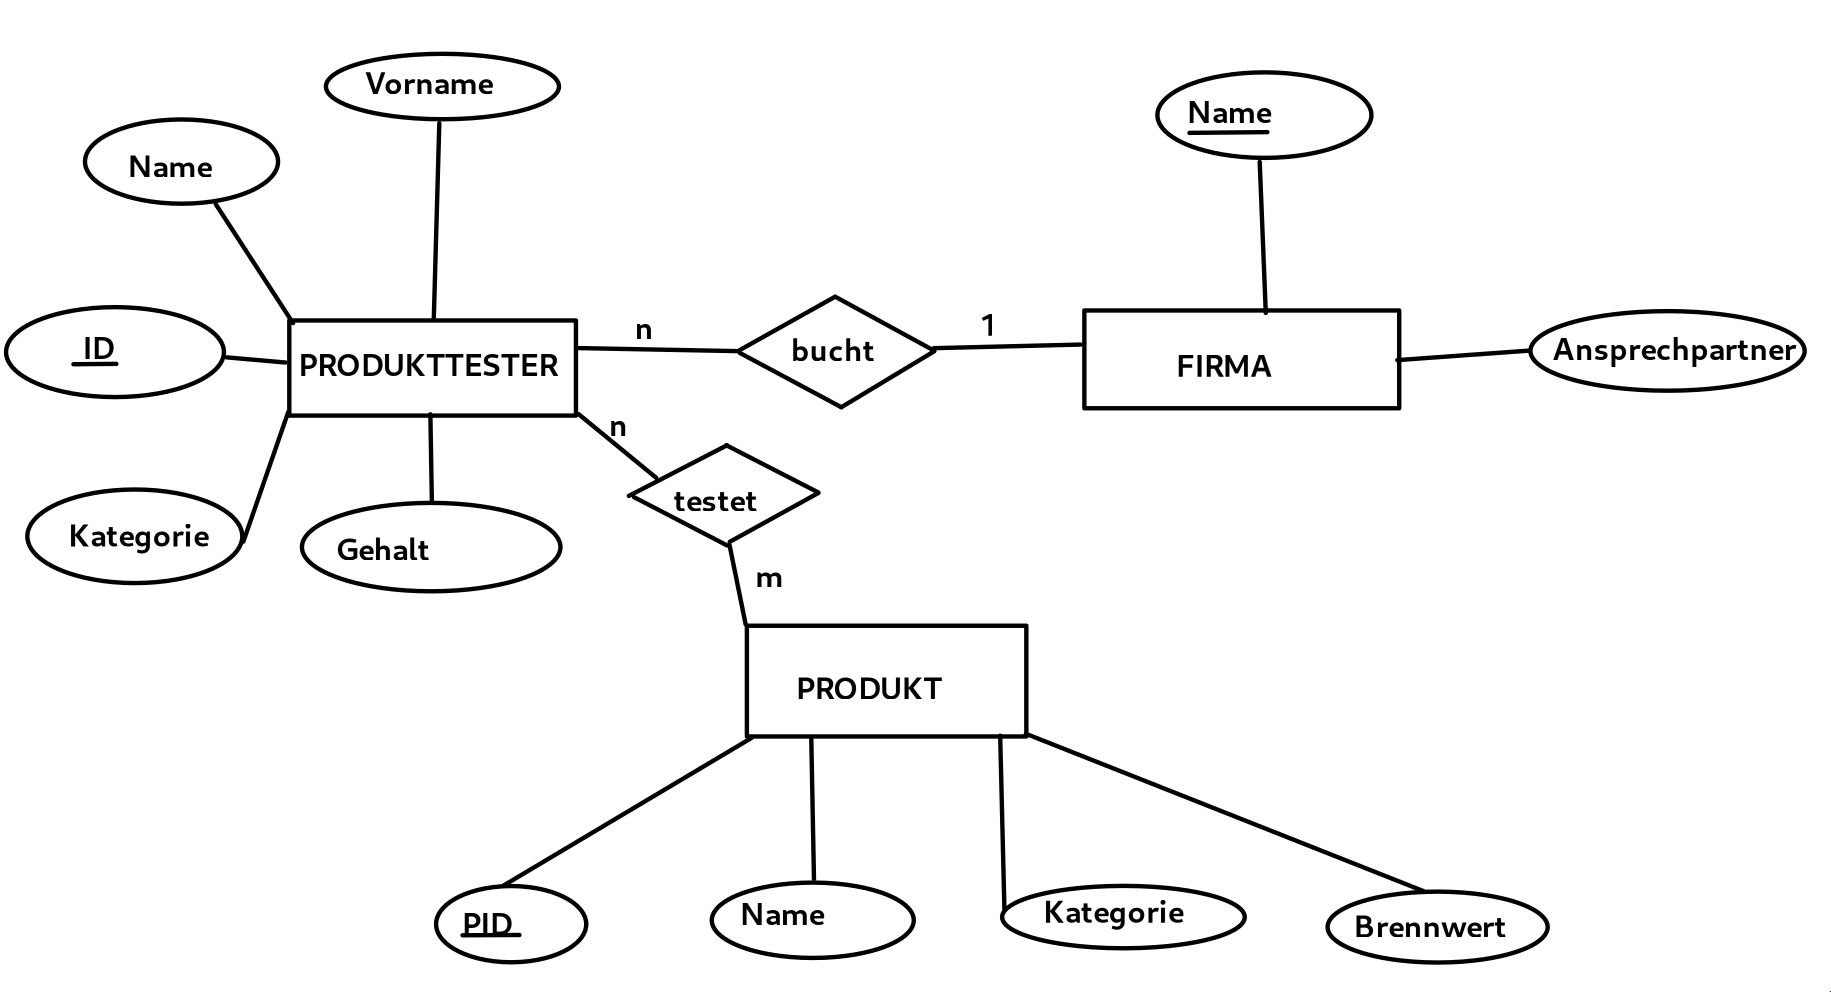 Vorname
Name
Name
ID
PRODUKTTESTER
n
bucht
1
FIRMA
Ansprechpartner
n
testet
Kategorie
Gehalt
m
PRODUKT
PID
Name
Kategorie
Brennwert